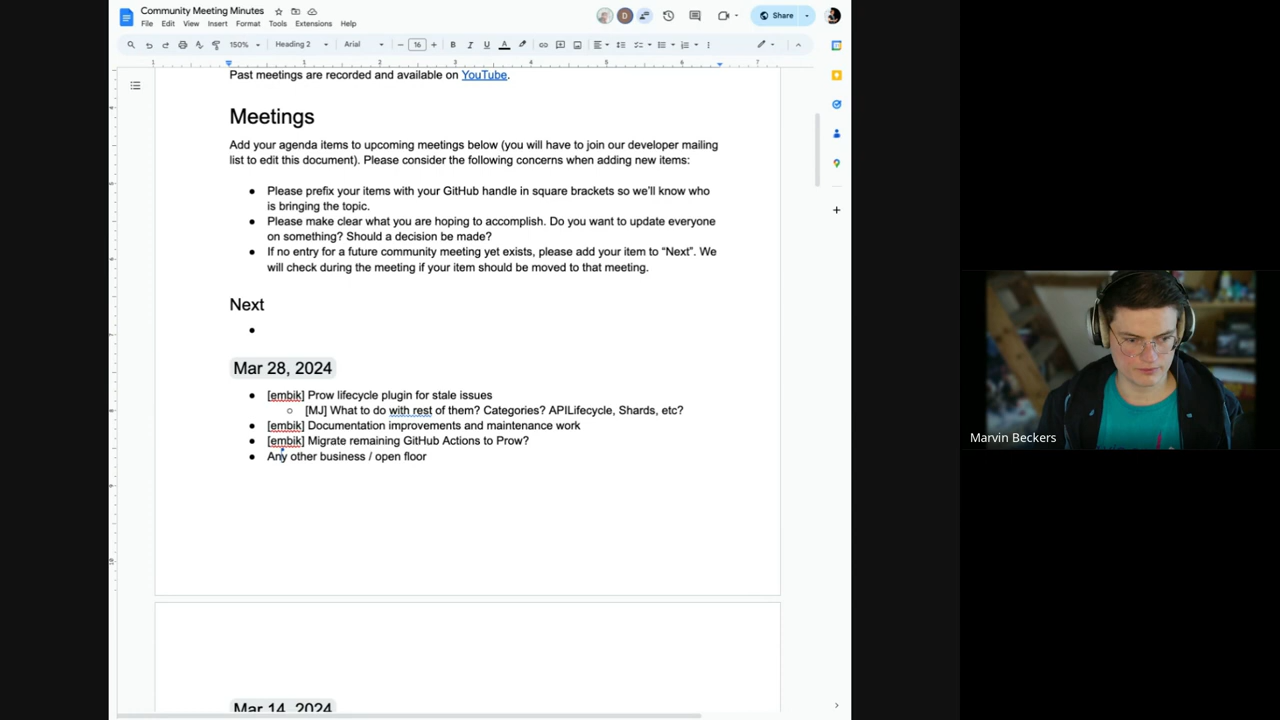 Community Meeting Minutes
File Edit View Insert Format Tools Extensions Help
D
Share
150% Heading 2 Arial 16 B I U A
1 1 2 3 4 5 6 7
Past meetings are recorded and available on YouTube.
Meetings
Add your agenda items to upcoming meetings below (you will have to join our developer mailing
list to edit this document). Please consider the following concerns when adding new items:
● Please prefix your items with your GitHub handle in square brackets so we'll know who
is bringing the topic.
● Please make clear what you are hoping to accomplish. Do you want to update everyone
on something? Should a decision be made?
● If no entry for a future community meeting yet exists, please add your item to “Next”. We
will check during the meeting if your item should be moved to that meeting.
Next
●
Mar 28, 2024
● [embik] Prow lifecycle plugin for stale issues
○ [MJ] What to do with rest of them? Categories? APILifecycle, Shards, etc?
● [embik] Documentation improvements and maintenance work
● [embik] Migrate remaining GitHub Actions to Prow?
● Any other business / open floor
Mar 14, 2024
Marvin Beckers